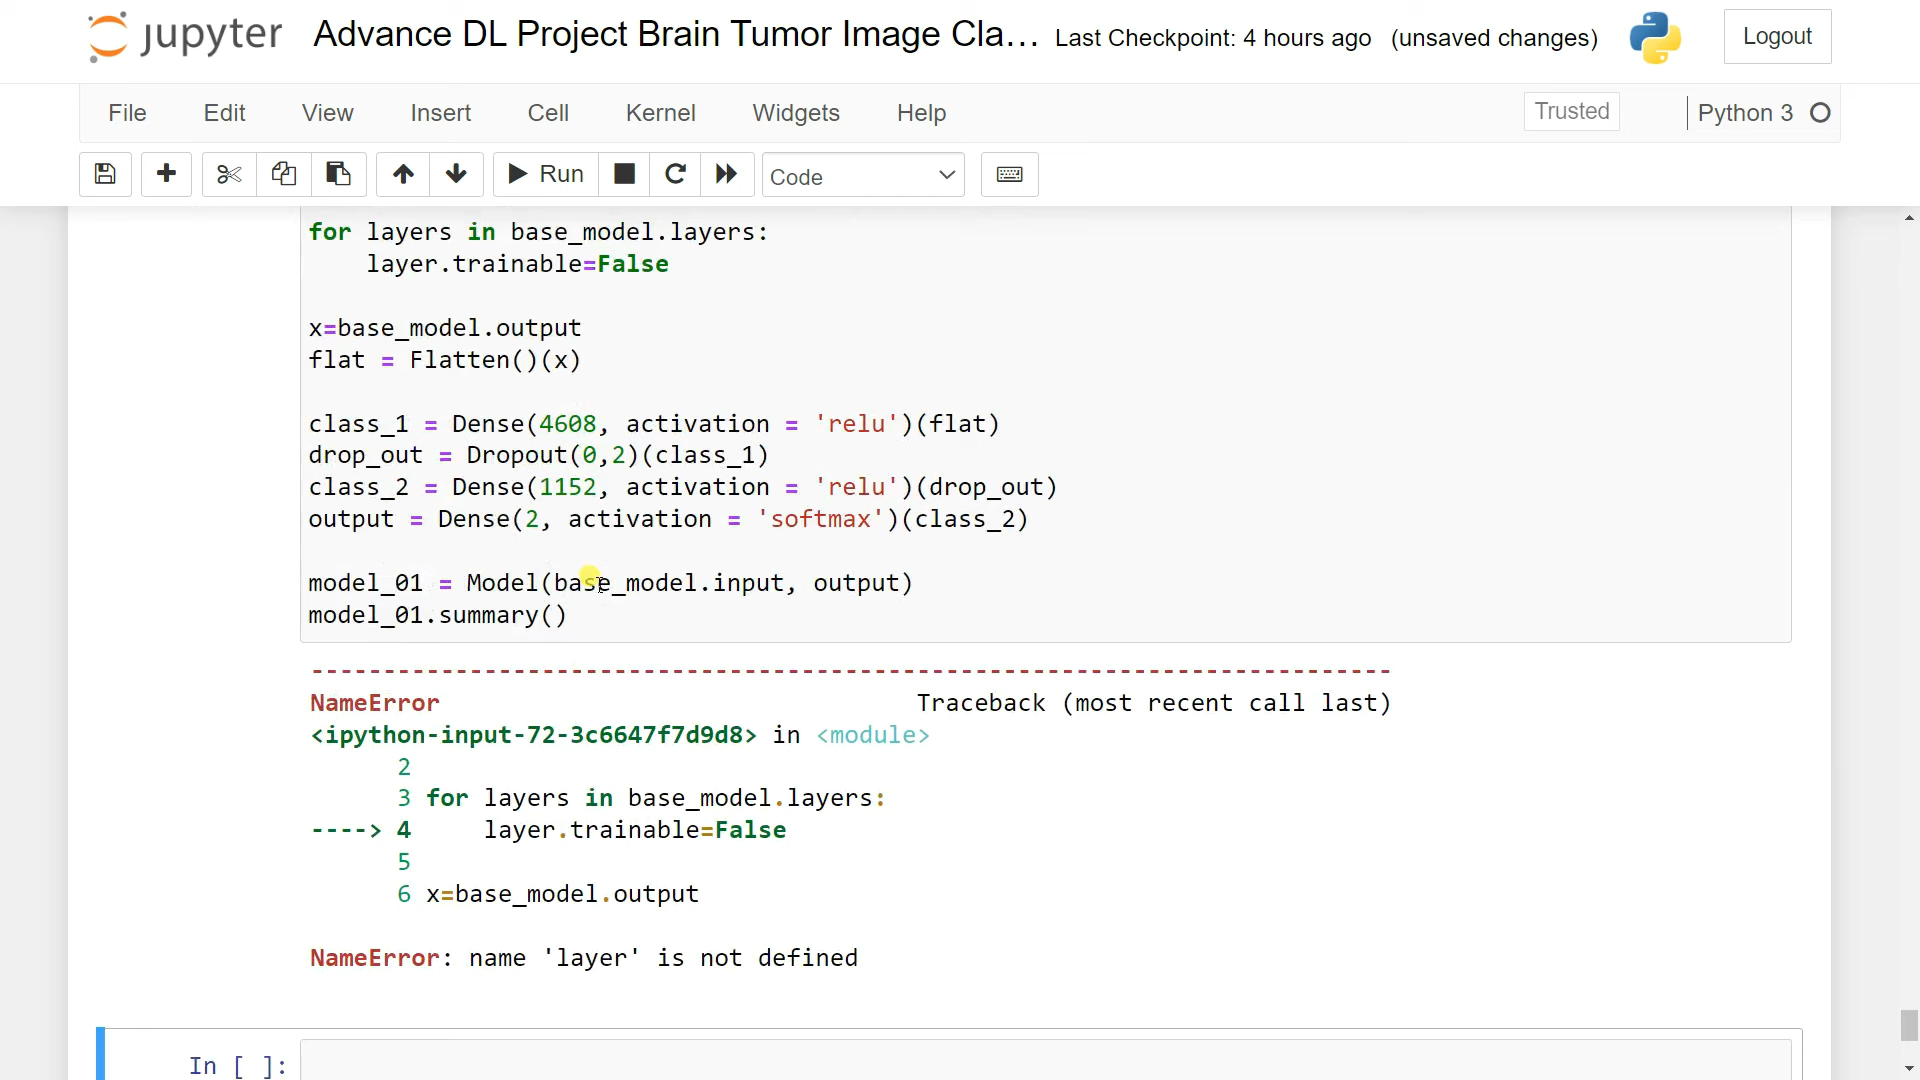 jupyter Advance DL Project Brain Tumor Image Cla... Last Checkpoint: 4 hours ago (unsaved changes) Logout
File Edit View Insert Cell Kernel Widgets Help Trusted Python 3
Run Code
for layers in base_model.layers:
    layer.trainable=False
x=base_model.output
flat = Flatten()(x)
class_1 = Dense(4608, activation = 'relu')(flat)
drop_out = Dropout(0,2)(class_1)
class_2 = Dense(1152, activation = 'relu')(drop_out)
output = Dense(2, activation = 'softmax')(class_2)
model_01 = Model(base_model.input, output)
model_01.summary()
---------------------------------------------------------------------------
NameError Traceback (most recent call last)
<ipython-input-72-3c6647f7d9d8> in <module>
2
3 for layers in base_model.layers:
----> 4     layer.trainable=False
5
6 x=base_model.output
NameError: name 'layer' is not defined
In [ ]: